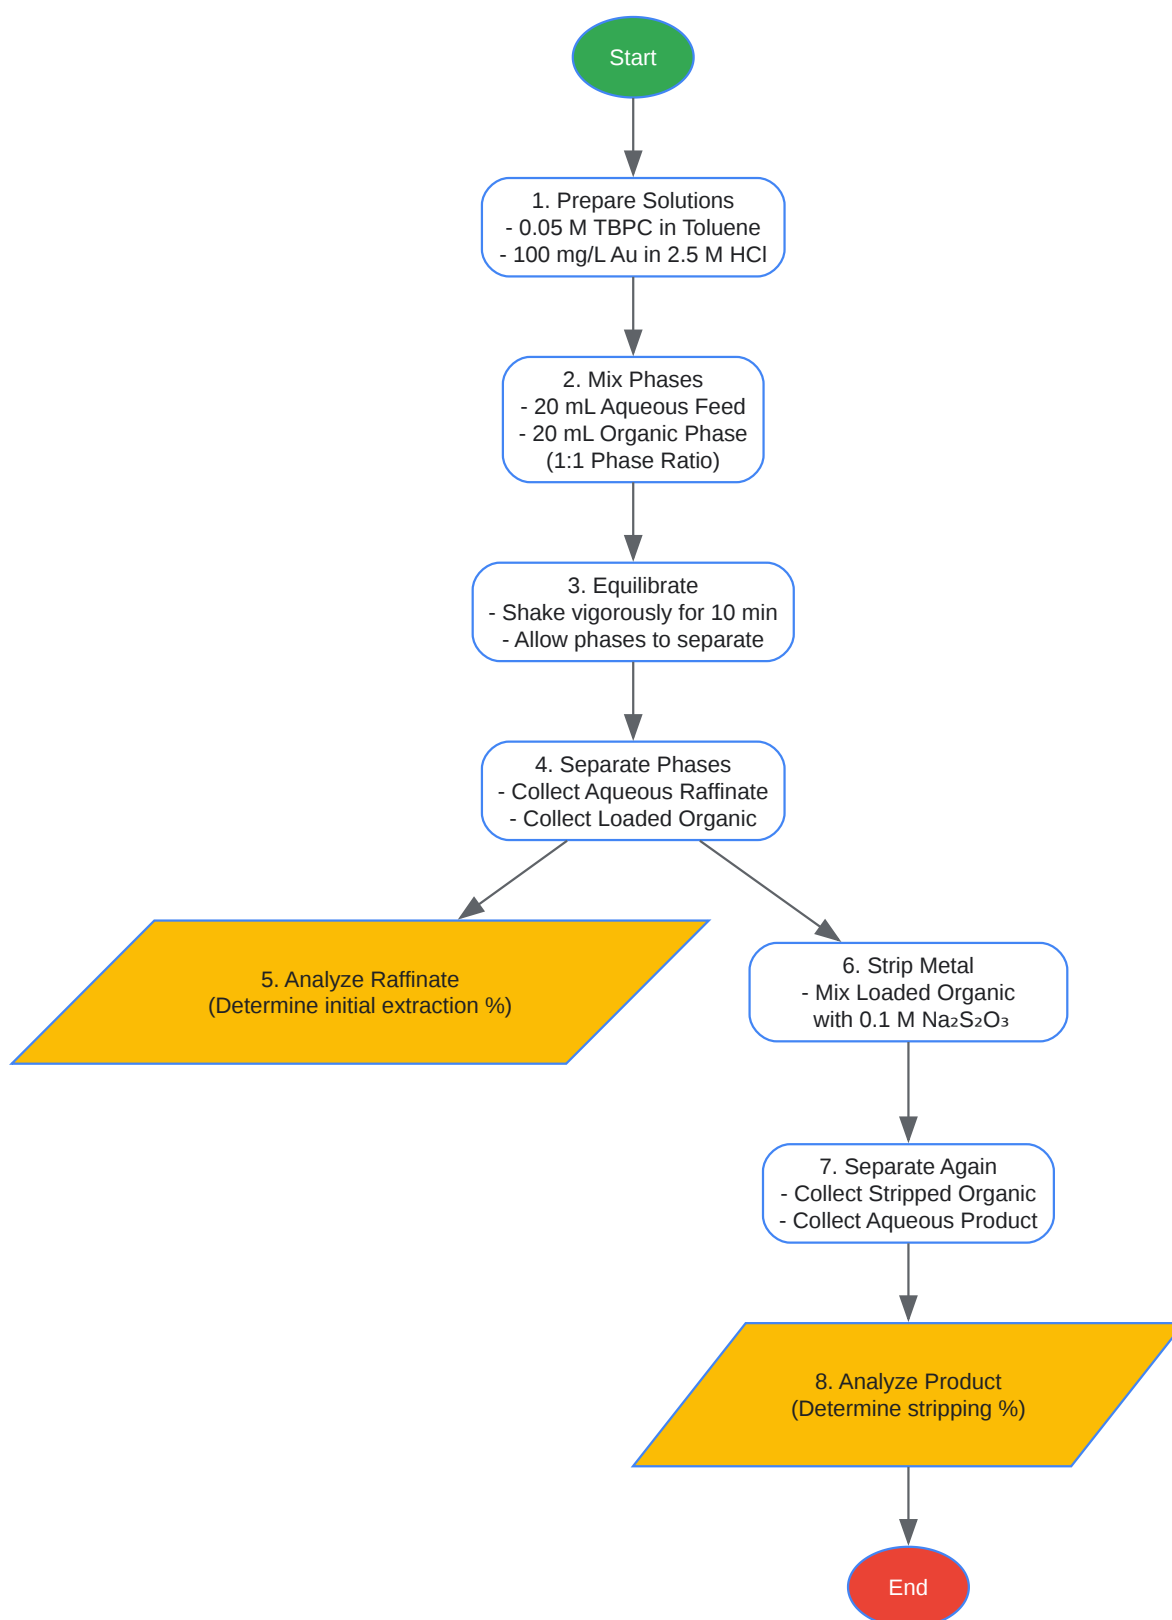 Start
1. Prepare Solutions
- 0.05 M TBPC in Toluene
- 100 mg/L Au in 2.5 M HCl
2. Mix Phases
- 20 mL Aqueous Feed
- 20 mL Organic Phase
(1:1 Phase Ratio)
3. Equilibrate
- Shake vigorously for 10 min
- Allow phases to separate
4. Separate Phases
- Collect Aqueous Raffinate
- Collect Loaded Organic
5. Analyze Raffinate
(Determine initial extraction %)
6. Strip Metal
- Mix Loaded Organic
with 0.1 M Na₂S₂O₃
7. Separate Again
- Collect Stripped Organic
- Collect Aqueous Product
8. Analyze Product
(Determine stripping %)
End